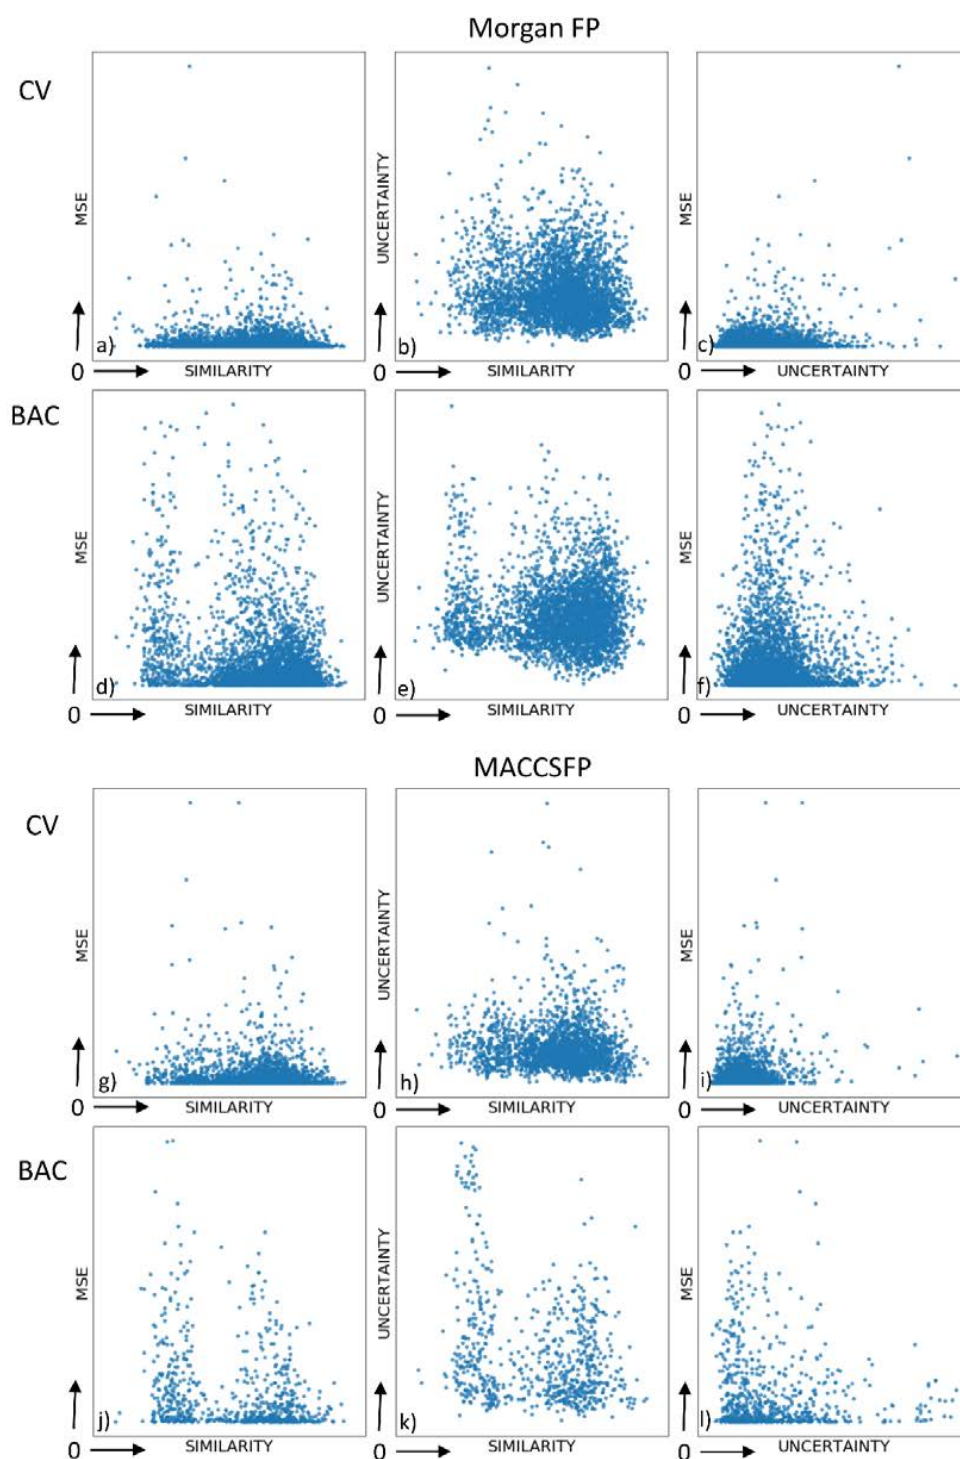 Morgan FP
CV
MSE
UNCERTAINTY
MSE
a)
b)
c)
0
SIMILARITY
0
SIMILARITY
0
UNCERTAINTY
BAC
MSE
UNCERTAINTY
MSE
d)
e)
f)
0
SIMILARITY
0
SIMILARITY
0
UNCERTAINTY
MACCSFP
CV
MSE
UNCERTAINTY
MSE
g)
h)
i)
0
SIMILARITY
0
SIMILARITY
0
UNCERTAINTY
BAC
MSE
UNCERTAINTY
MSE
j)
k)
l)
0
SIMILARITY
0
SIMILARITY
0
UNCERTAINTY